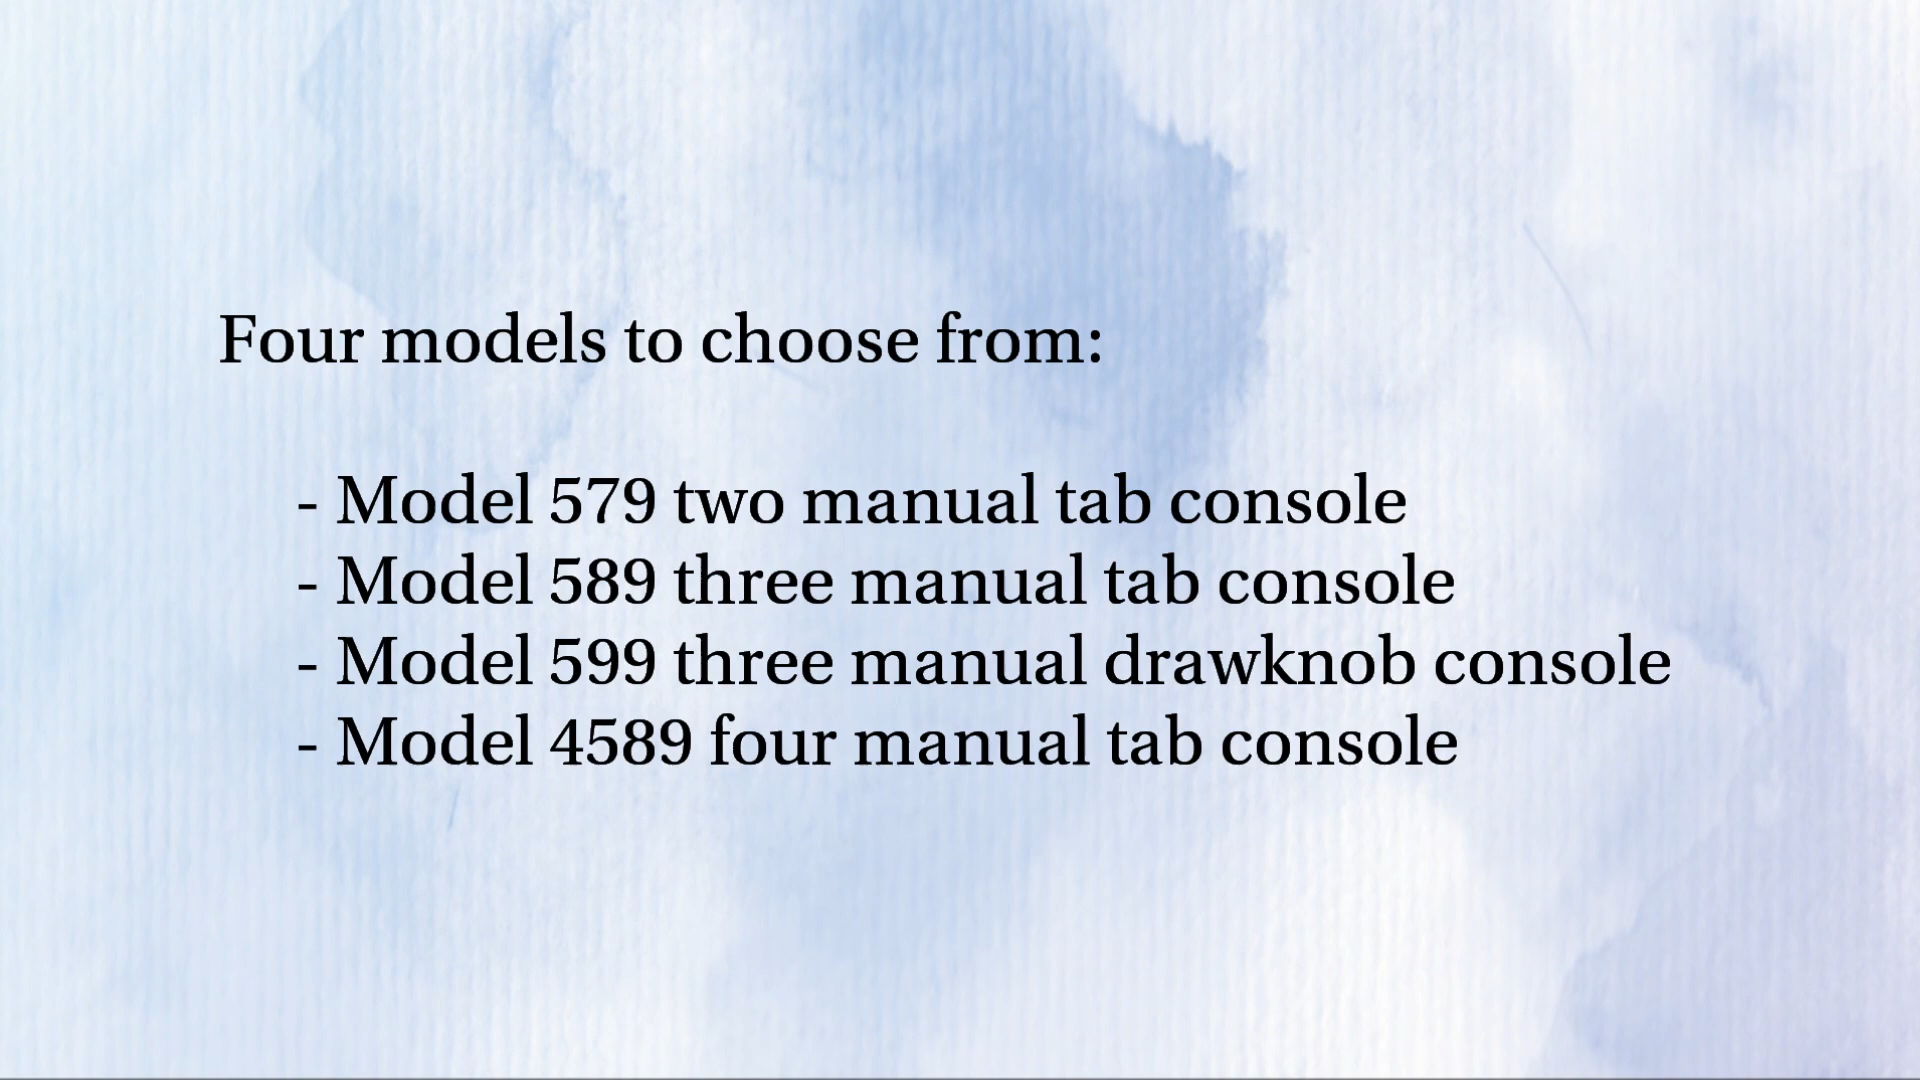 Four models to choose from:
- Model 579 two manual tab console
- Model 589 three manual tab console
- Model 599 three manual drawknob console
- Model 4589 four manual tab console